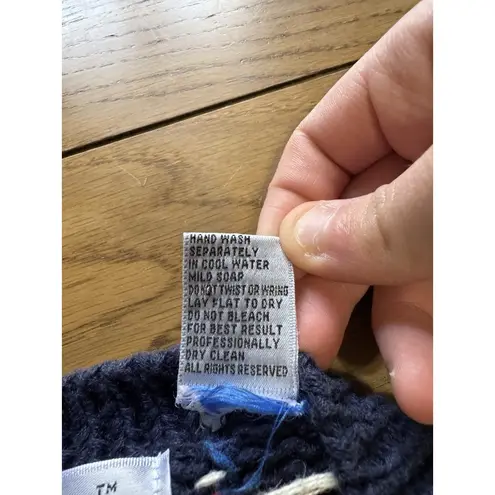 HAND WASH
SEPARATELY
IN COOL WATER
MILD SOAP
DO NOT TWIST OR WRING
LAY FLAT TO DRY
DO NOT BLEACH
FOR BEST RESULT
PROFESSIONALLY
DRY CLEAN
ALL RIGHTS RESERVED
TM